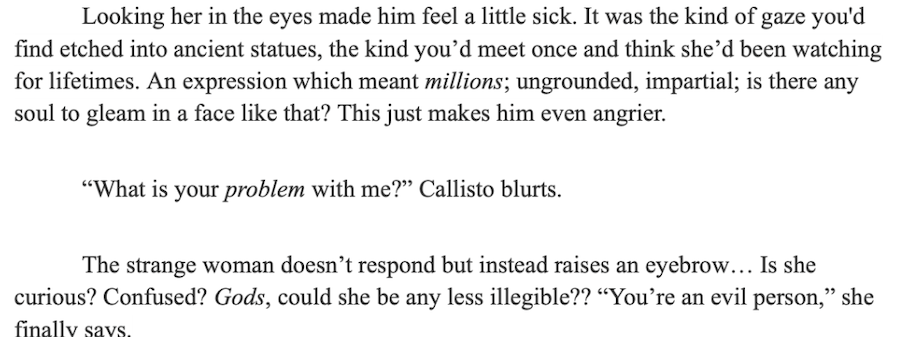 Looking her in the eyes made him feel a little sick. It was the kind of gaze you'd
find etched into ancient statues, the kind you’d meet once and think she’d been watching
for lifetimes. An expression which meant millions; ungrounded, impartial; is there any
soul to gleam in a face like that? This just makes him even angrier.
“What is your problem with me?” Callisto blurts.
The strange woman doesn’t respond but instead raises an eyebrow… Is she
curious? Confused? Gods, could she be any less illegible?? “You’re an evil person,” she
finally says.